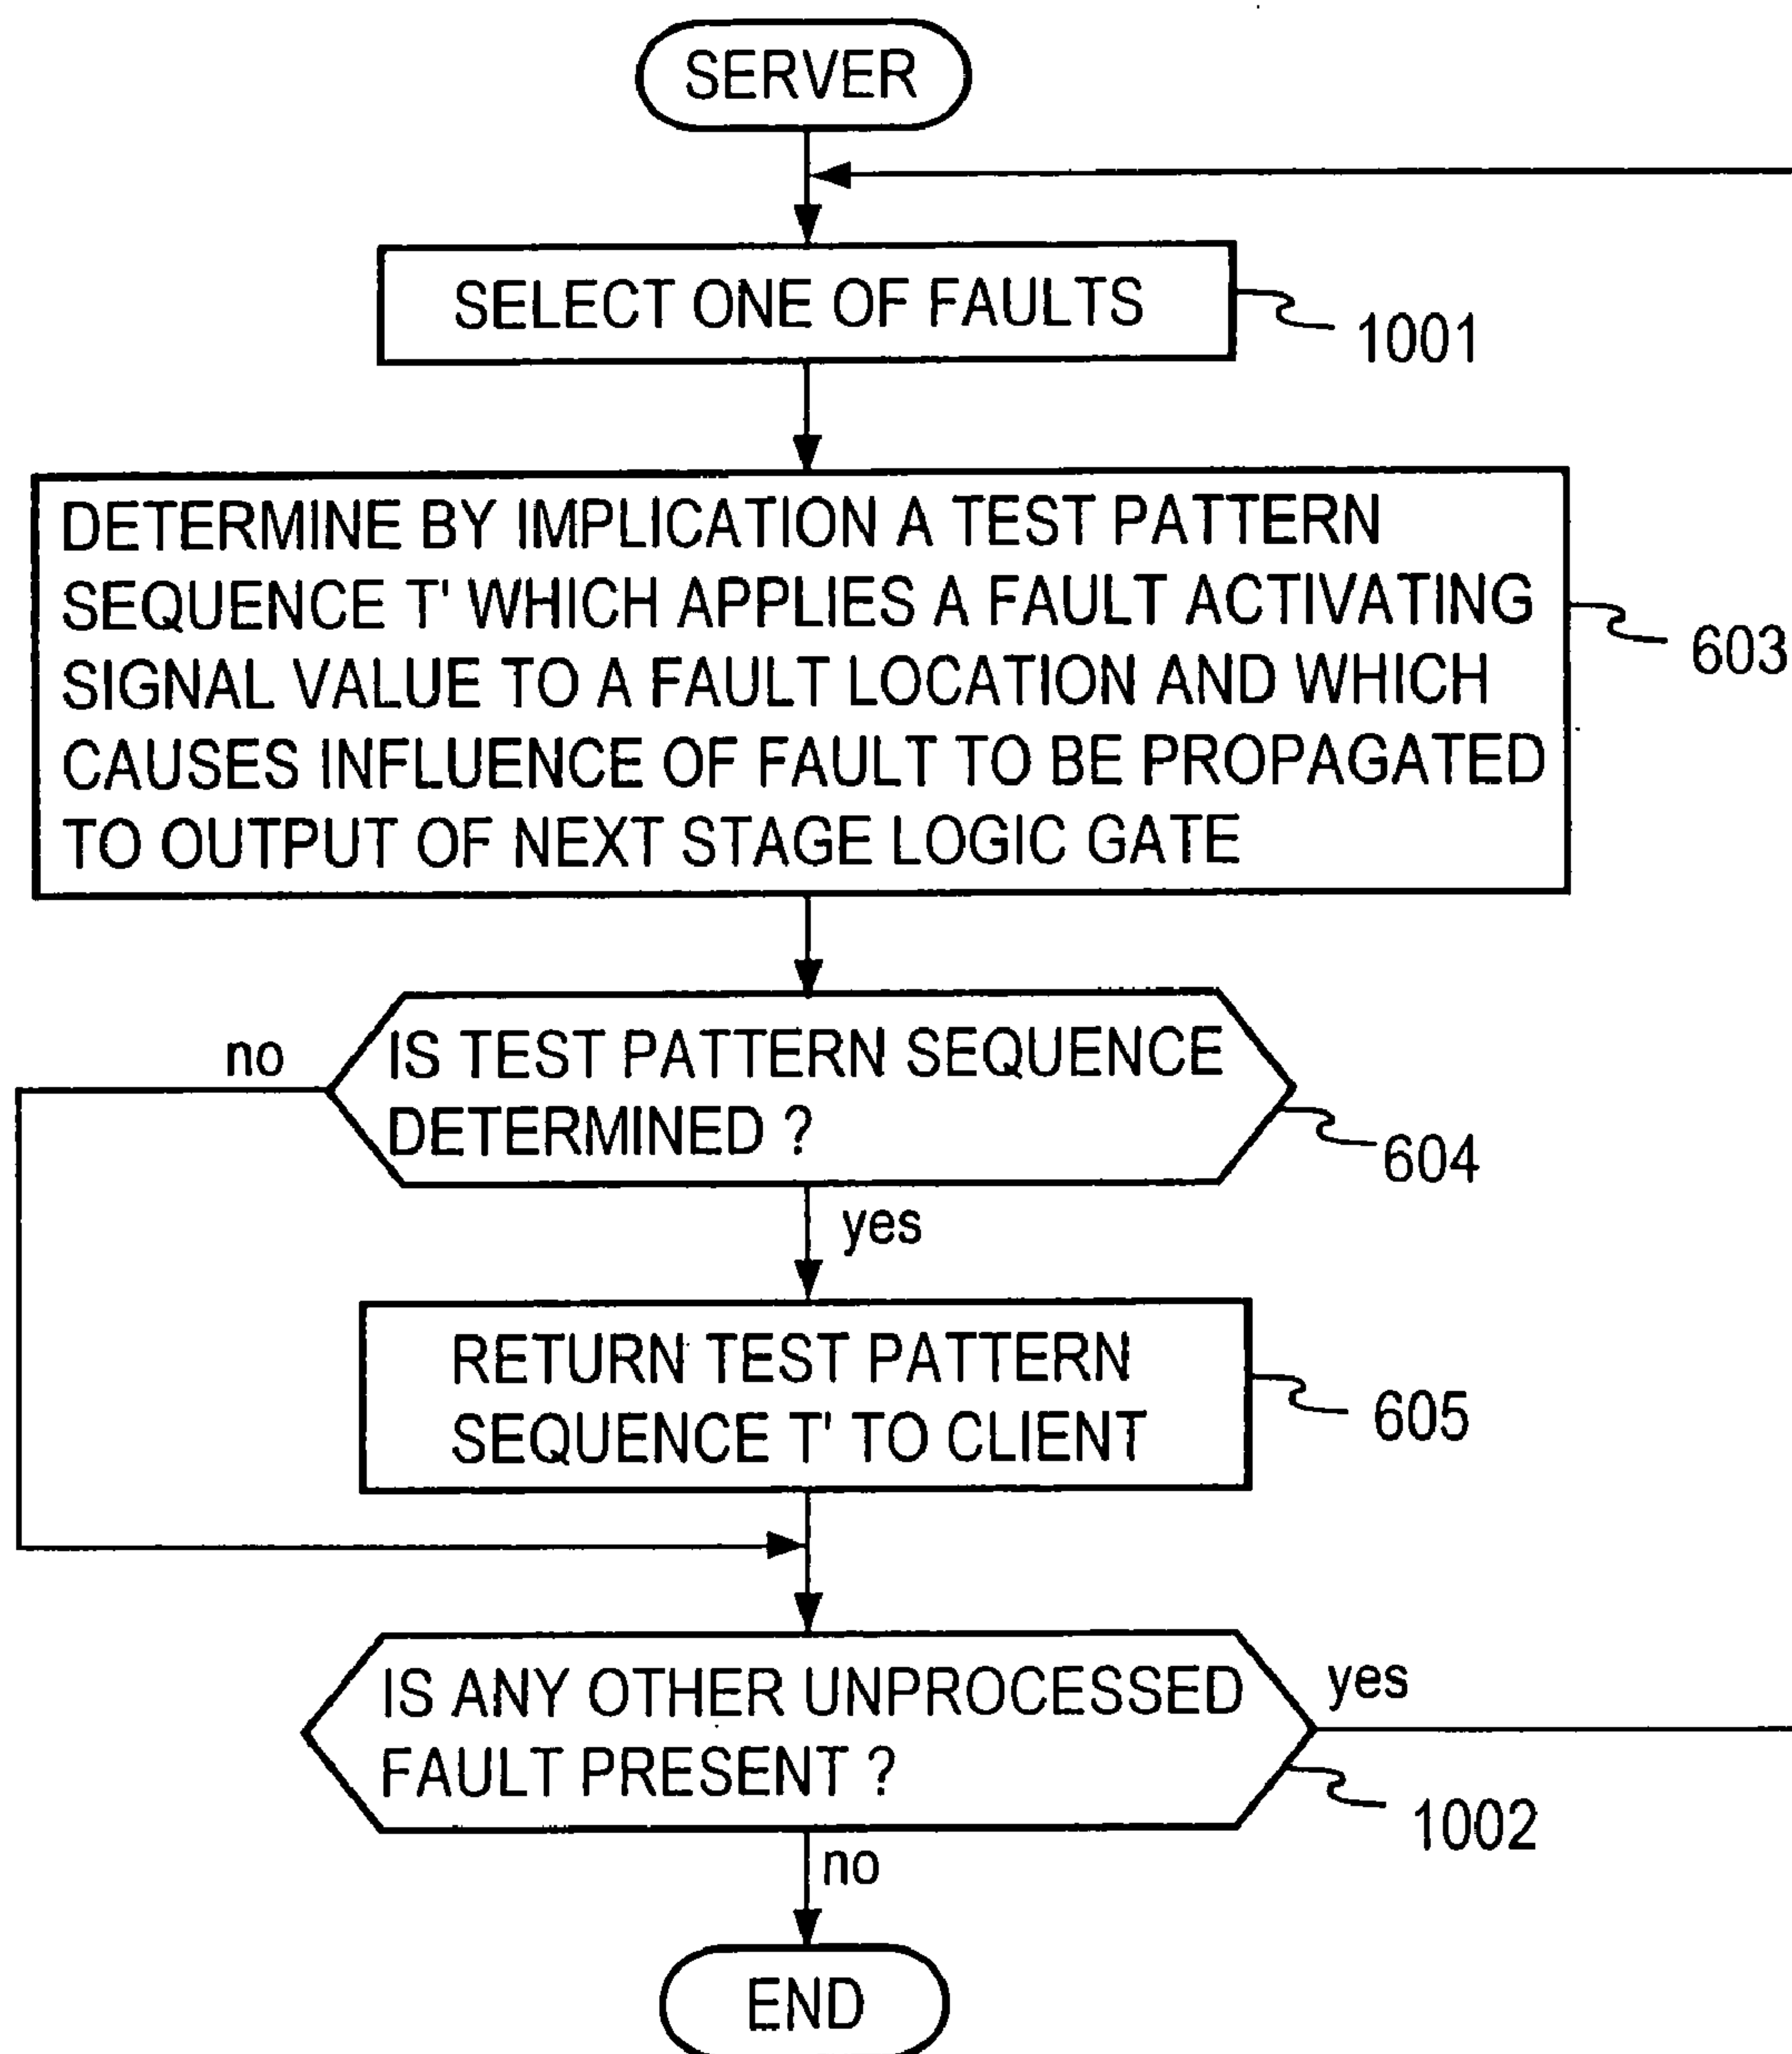 SERVER
SELECT ONE OF FAULTS
1001
DETERMINE BY IMPLICATION A TEST PATTERN
SEQUENCE T' WHICH APPLIES A FAULT ACTIVATING
SIGNAL VALUE TO A FAULT LOCATION AND WHICH
CAUSES INFLUENCE OF FAULT TO BE PROPAGATED
TO OUTPUT OF NEXT STAGE LOGIC GATE
603
no
IS TEST PATTERN SEQUENCE
DETERMINED ?
604
yes
RETURN TEST PATTERN
SEQUENCE T' TO CLIENT
605
IS ANY OTHER UNPROCESSED
FAULT PRESENT ?
yes
1002
no
END